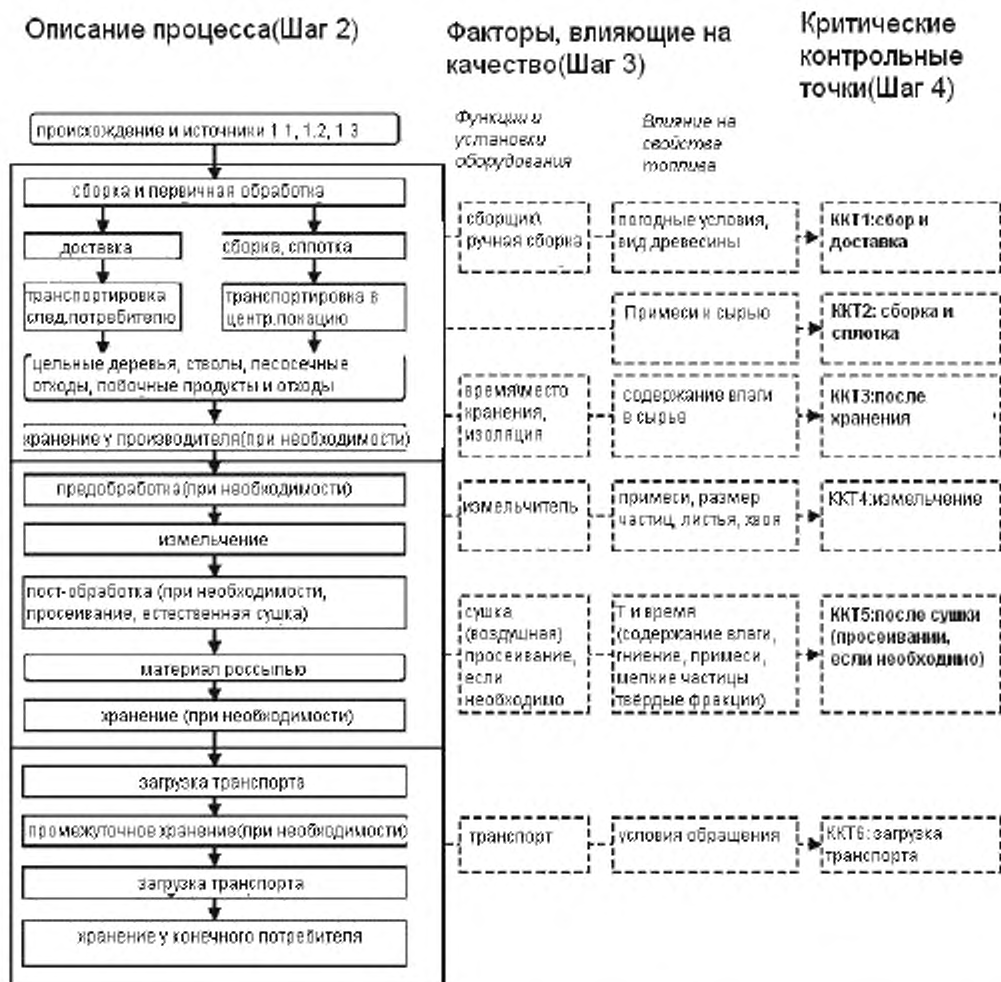 Описание процесса(Шаг 2)
Факторы, влияющие на
качество(Шаг 3)
Критические
контрольные
точки(Шаг 4)
Функции и
установки
оборудования
Влияние на
свойства
топлива
происхождение и источники 1 1, 1.2, 1 3
сборка и первичная обработка
доставка
сборка, сплотка
транспортировка
след.потребителю
транспортировка в
центр.локацию
цельные деревья, стволы, лесосечные
отходы, побочные продукты и отходы
хранение у производителя(при необходимости)
предобработка(при необходимости)
измельчение
пост-обработка (при необходимости,
просеивание, естественная сушка)
материал россыпью
хранение (при необходимости)
загрузка транспорта
промежуточное хранение(при необходимости)
загрузка транспорта
хранение у конечного потребителя
сборщик\
ручная сборка
погодные условия,
вид древесины
ККТ1:сбор и
доставка
Примеси к сырью
ККТ2: сборка и
сплотка
время\место
хранения,
изоляция
содержание влаги
в сырье
ККТ3:после
хранения
измельчитель
примеси, размер
частиц, листья, хвоя
ККТ4:измельчение
сушка
(воздушная)
просеивание,
если
необходимо
Т и время
(содержание влаги,
гниение, примеси,
мелкие частицы
твёрдые фракции)
ККТ5:после сушки
(просеивании,
если необходимо)
транспорт
условия обращения
ККТ6: загрузка
транспорта